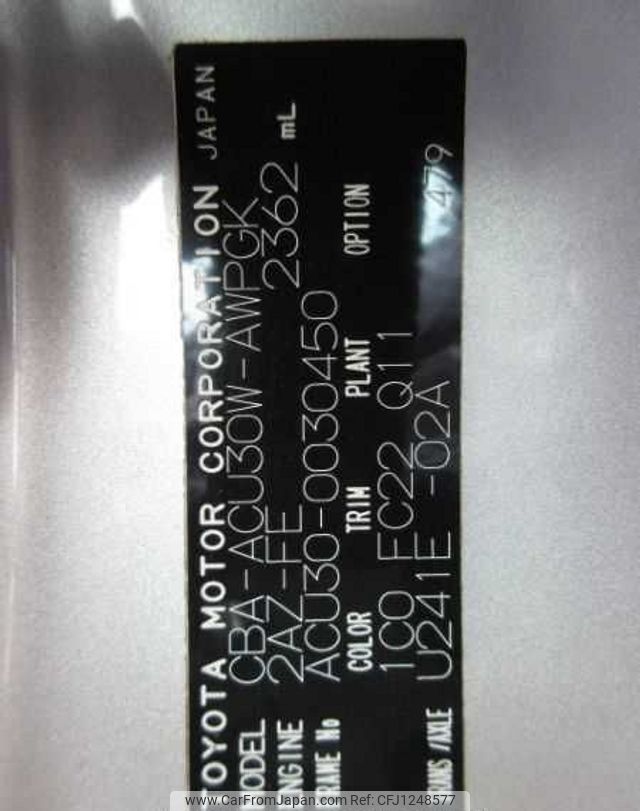 TOYOTA MOTOR CORPORATION JAPAN
MODEL CBA-ACU30W-AWPGK
ENGINE 2AZ-FE 2362 mL
FRAME No ACU30-0030450
COLOR TRIM PLANT OPTION
1C0 FC22 Q11
TRANS/AXLE U241E -02A 479
www.CarFromJapan.com Ref: CFJ1248577